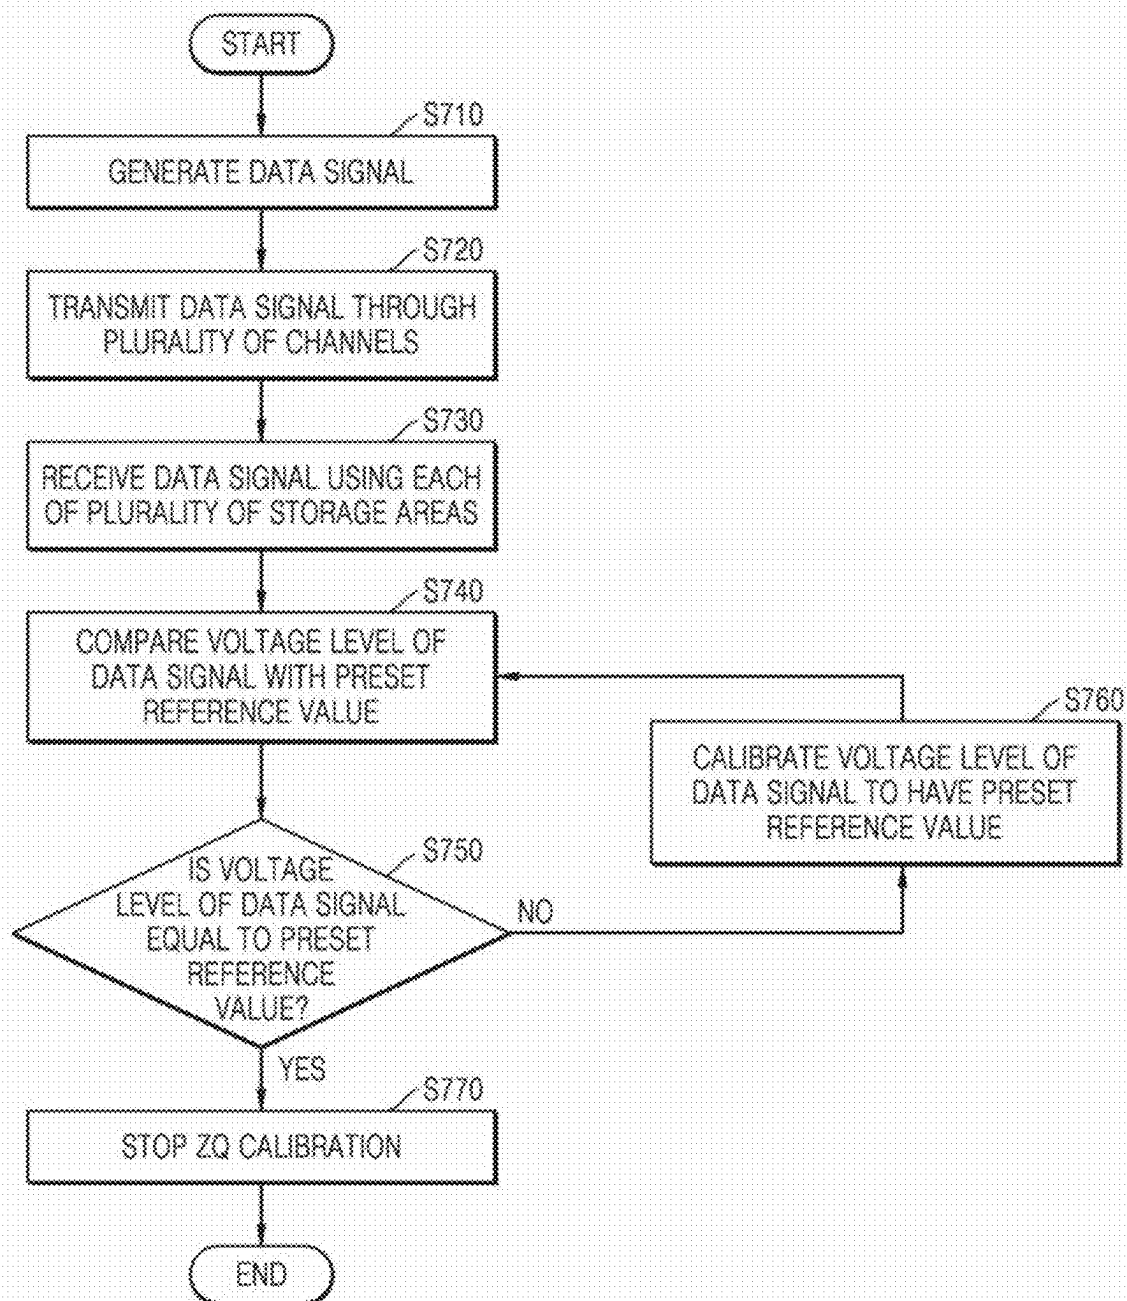 START
S710
GENERATE DATA SIGNAL
S720
TRANSMIT DATA SIGNAL THROUGH
PLURALITY OF CHANNELS
S730
RECEIVE DATA SIGNAL USING EACH
OF PLURALITY OF STORAGE AREAS
S740
COMPARE VOLTAGE LEVEL OF
DATA SIGNAL WITH PRESET
REFERENCE VALUE
S760
CALIBRATE VOLTAGE LEVEL OF
DATA SIGNAL TO HAVE PRESET
REFERENCE VALUE
S750
IS VOLTAGE
LEVEL OF DATA SIGNAL
EQUAL TO PRESET
REFERENCE
VALUE?
NO
YES
S770
STOP ZQ CALIBRATION
END